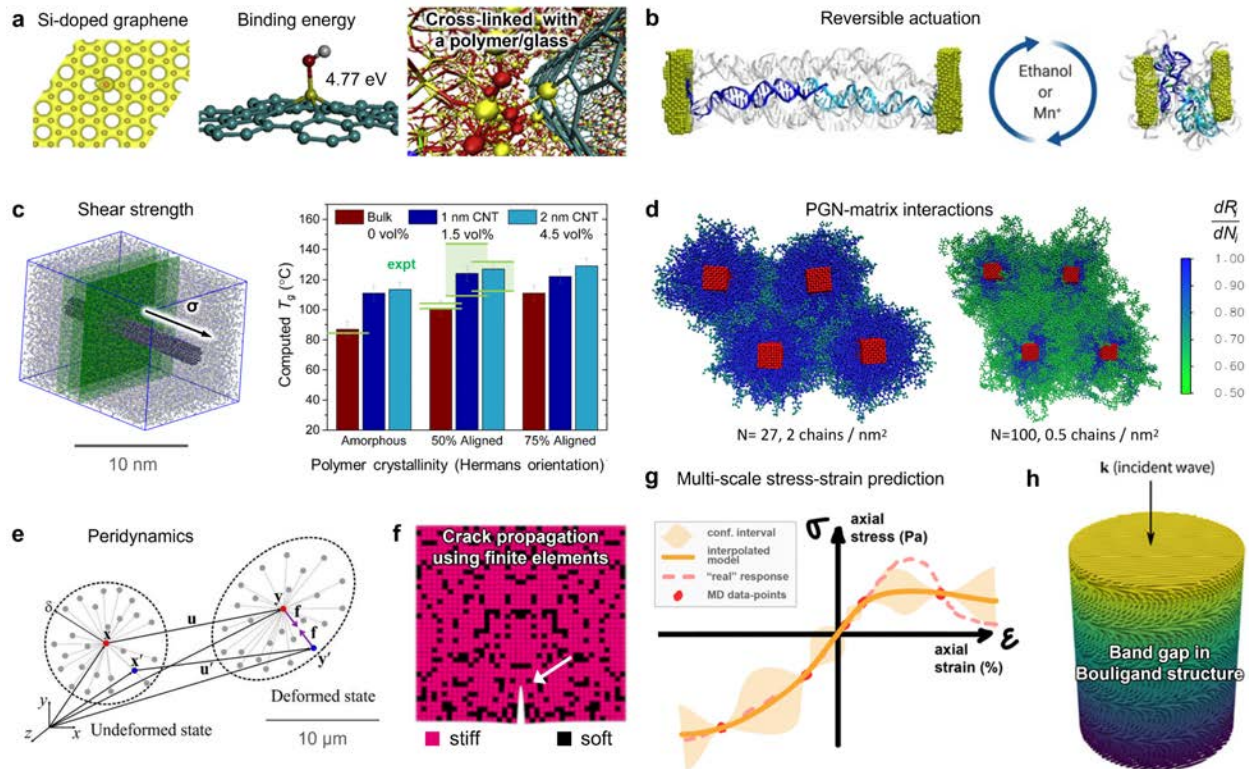 a Si-doped graphene
Binding energy
4.77 eV
Cross-linked with
a polymer/glass
b Reversible actuation
Ethanol
or
Mn⁺
c Shear strength
σ
10 nm
Computed Tg (°C)
160
140
120
100
80
60
40
20
Bulk
0 vol%
1 nm CNT
1.5 vol%
2 nm CNT
4.5 vol%
expt
Amorphous 50% Aligned 75% Aligned
Polymer crystallinity (Hermans orientation)
d PGN-matrix interactions
dRj
dNj
1.00
0.90
0.80
0.70
0.60
0.50
N= 27, 2 chains / nm²
N=100, 0.5 chains / nm²
e Peridynamics
δ
x
x'
u
u'
y
f
f
y'
y
z
x
Undeformed state
Deformed state
10 μm
f Crack propagation
using finite elements
stiff
soft
g Multi-scale stress-strain prediction
conf. interval
interpolated
model
"real" response
MD data-points
σ
axial
stress (Pa)
ε
axial
strain (%)
h
k (incident wave)
Band gap in
Bouligand structure